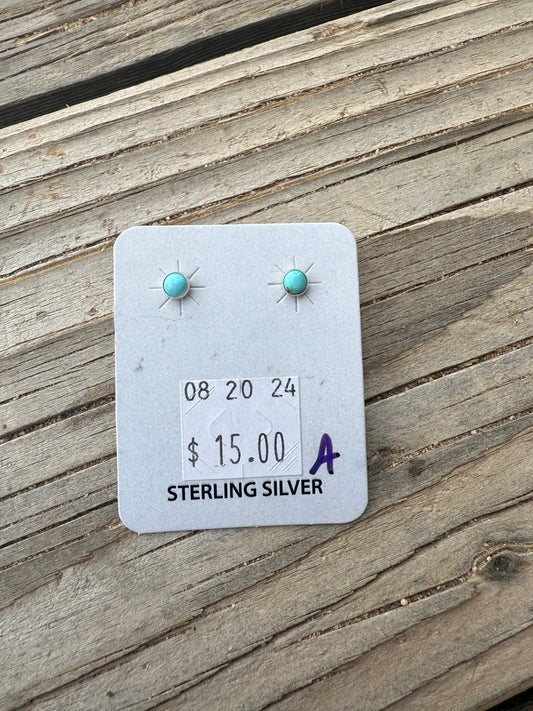 08 20 24
$ 15.00
A
STERLING SILVER